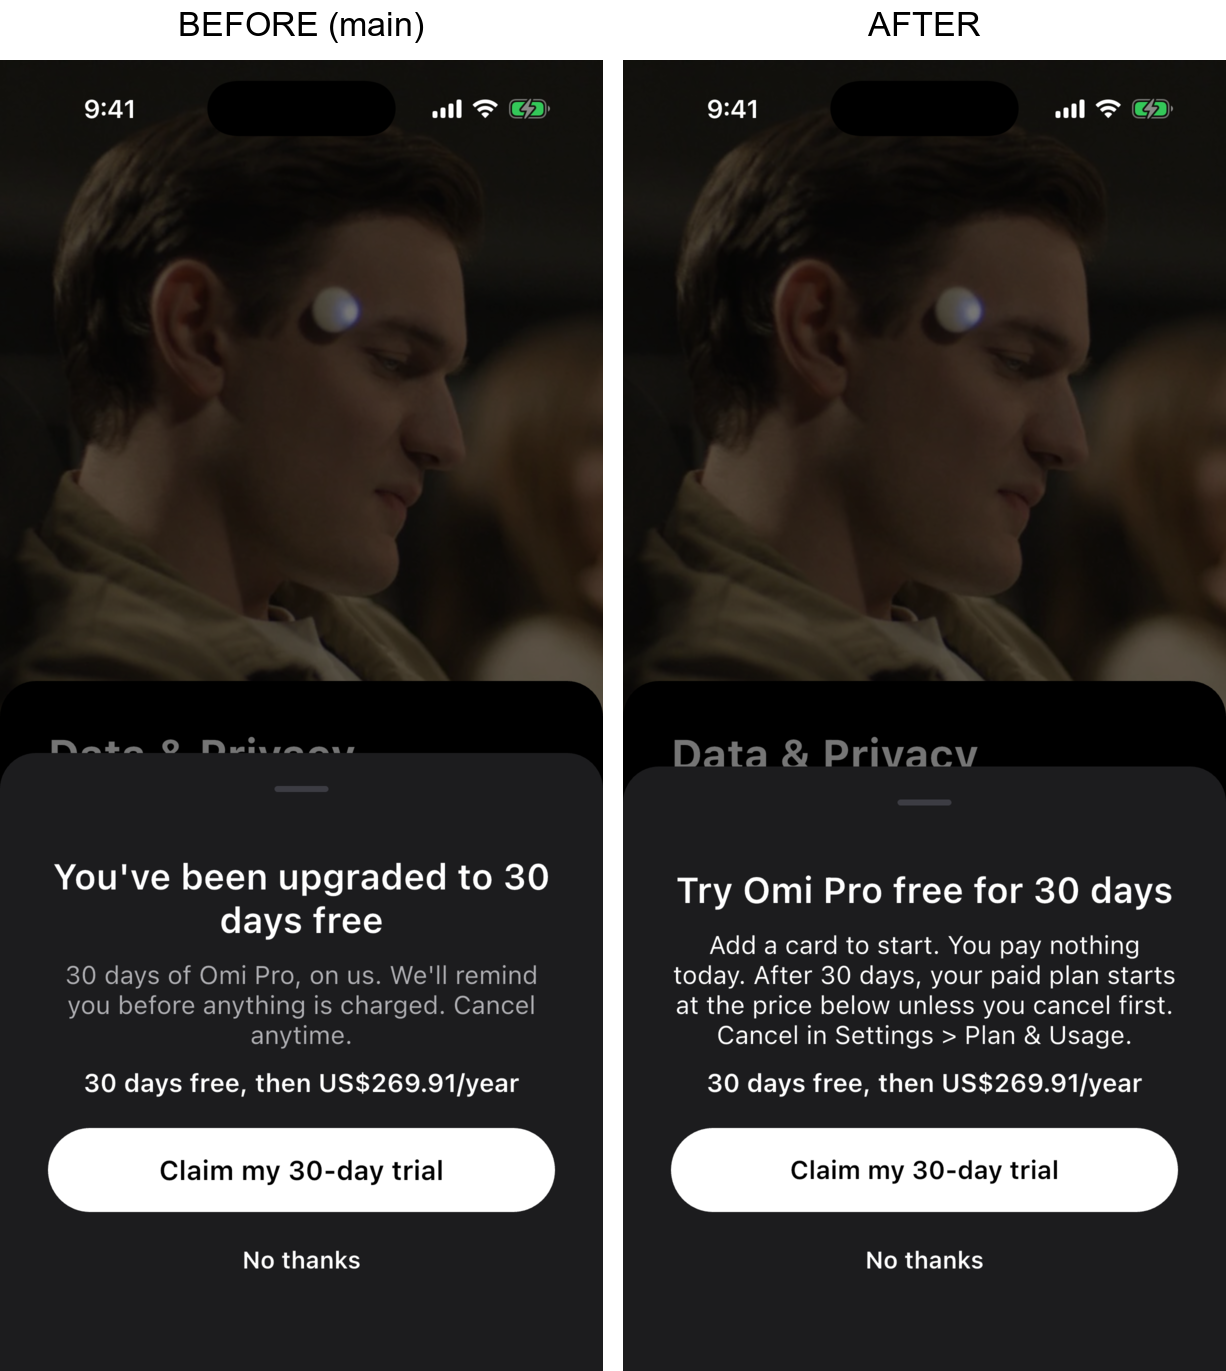 BEFORE (main)
9:41
Data & Privacy
You've been upgraded to 30
days free
30 days of Omi Pro, on us. We'll remind
you before anything is charged. Cancel
anytime.
30 days free, then US$269.91/year
Claim my 30-day trial
No thanks
AFTER
9:41
Data & Privacy
Try Omi Pro free for 30 days
Add a card to start. You pay nothing
today. After 30 days, your paid plan starts
at the price below unless you cancel first.
Cancel in Settings > Plan & Usage.
30 days free, then US$269.91/year
Claim my 30-day trial
No thanks